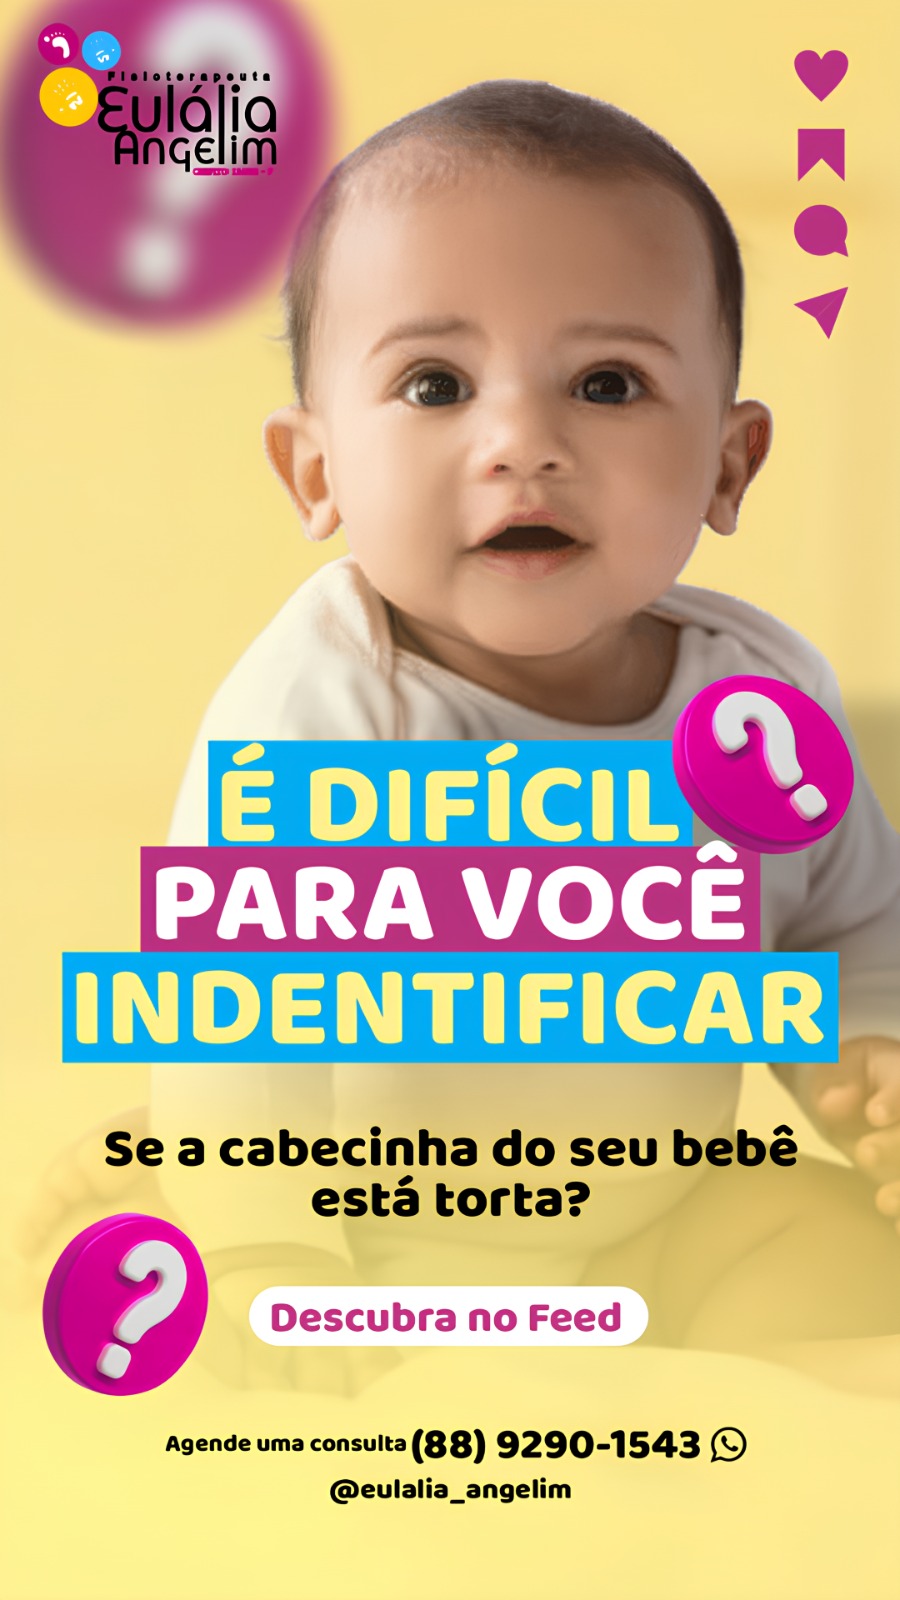 Fisioterapeuta
Eulália
Angelim
É DIFÍCIL
PARA VOCÊ
INDENTIFICAR
Se a cabecinha do seu bebê
está torta?
Descubra no Feed
Agende uma consulta (88) 9290-1543
@eulalia_angelim